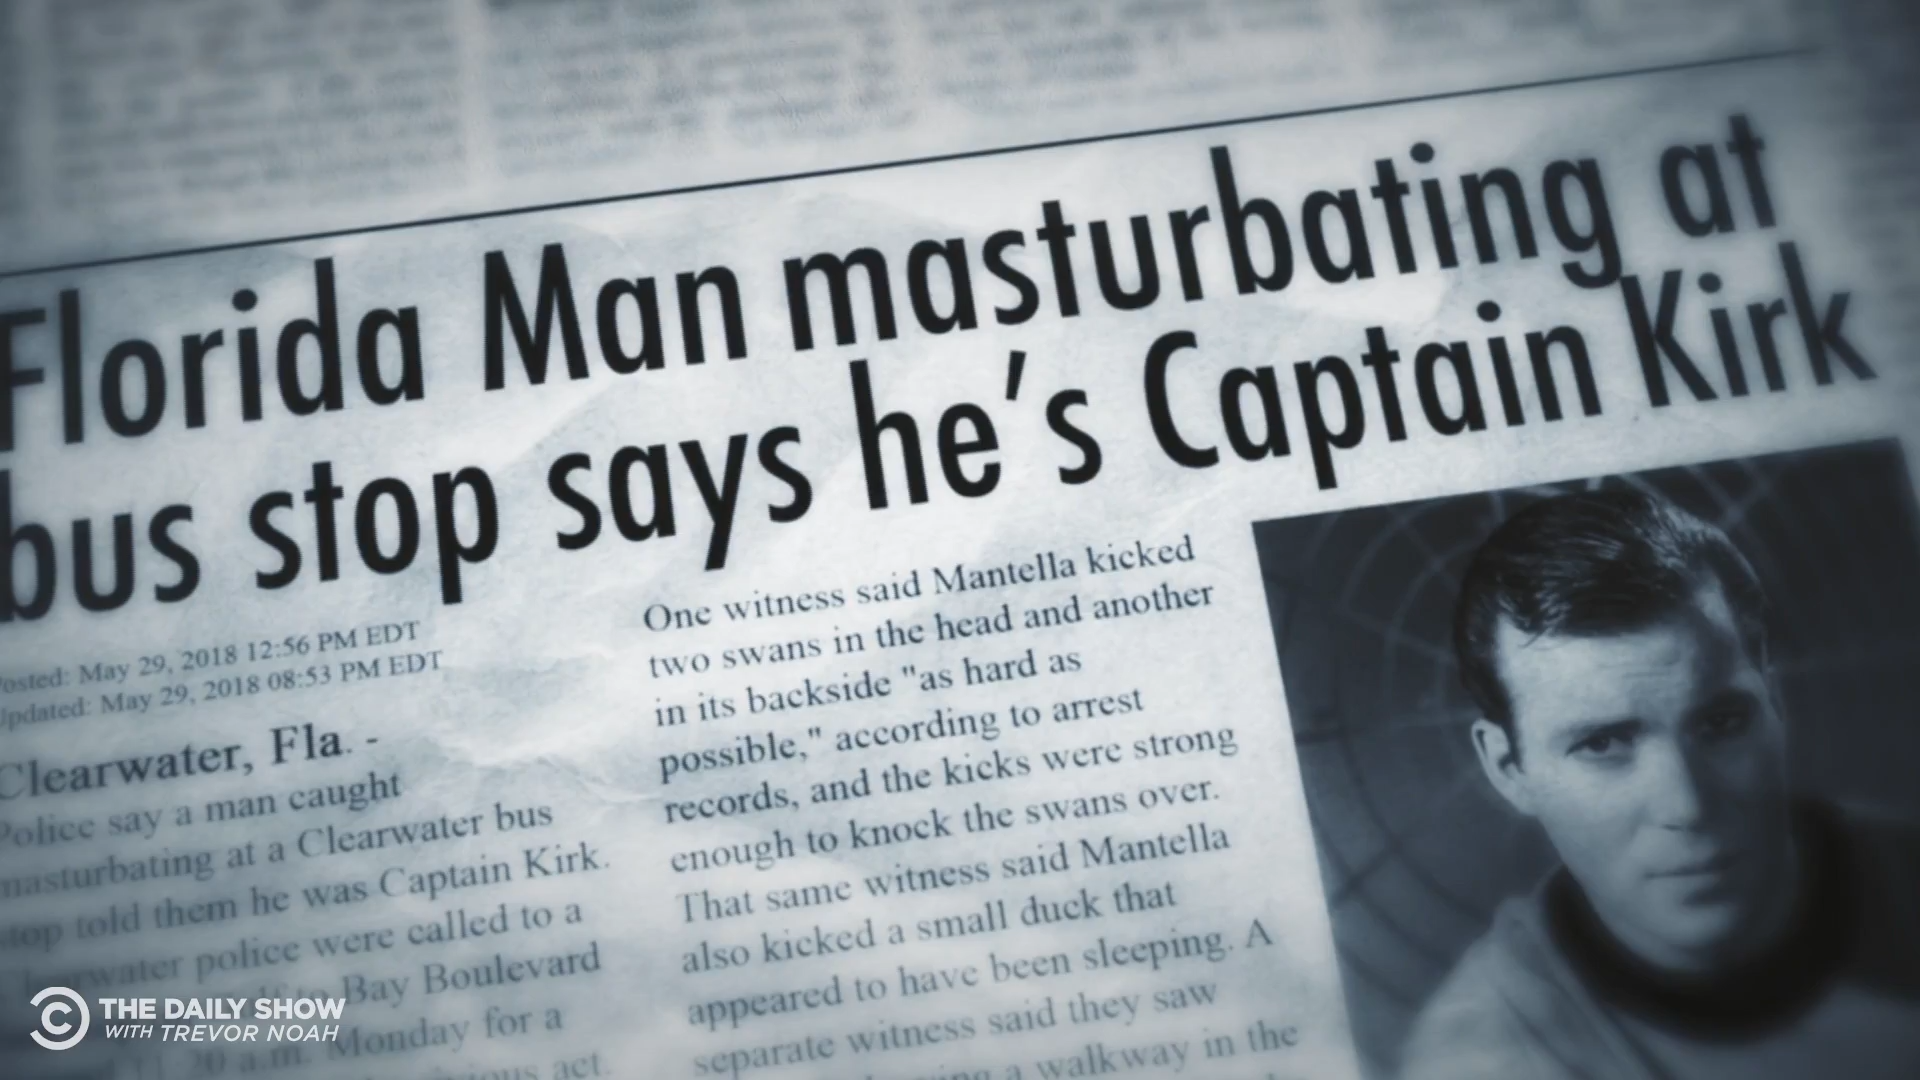 Florida Man masturbating at
bus stop says he's Captain Kirk
Posted: May 29, 2018 12:56 PM EDT
Updated: May 29, 2018 08:53 PM EDT
Clearwater, Fla. -
Police say a man caught
masturbating at a Clearwater bus
stop told them he was Captain Kirk.
Clearwater police were called to a
Bay Boulevard
a.m. Monday for a
act.
One witness said Mantella kicked
two swans in the head and another
in its backside "as hard as
possible," according to arrest
records, and the kicks were strong
enough to knock the swans over.
That same witness said Mantella
also kicked a small duck that
appeared to have been sleeping. A
separate witness said they saw
a walkway in the
THE DAILY SHOW
WITH TREVOR NOAH